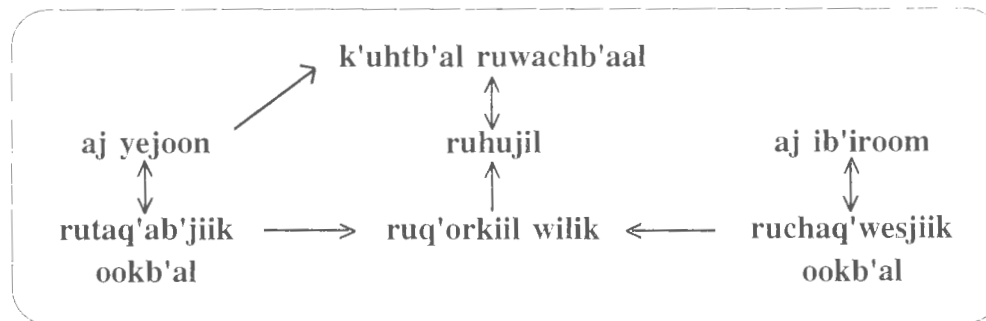 k'uhtb'al ruwachb'aal
aj yejoon ruhujil aj ib'iroom
rutaq'ab'jiik ruq'orkiil wilik ruchaq'wesjiik
ookb'al ookb'al